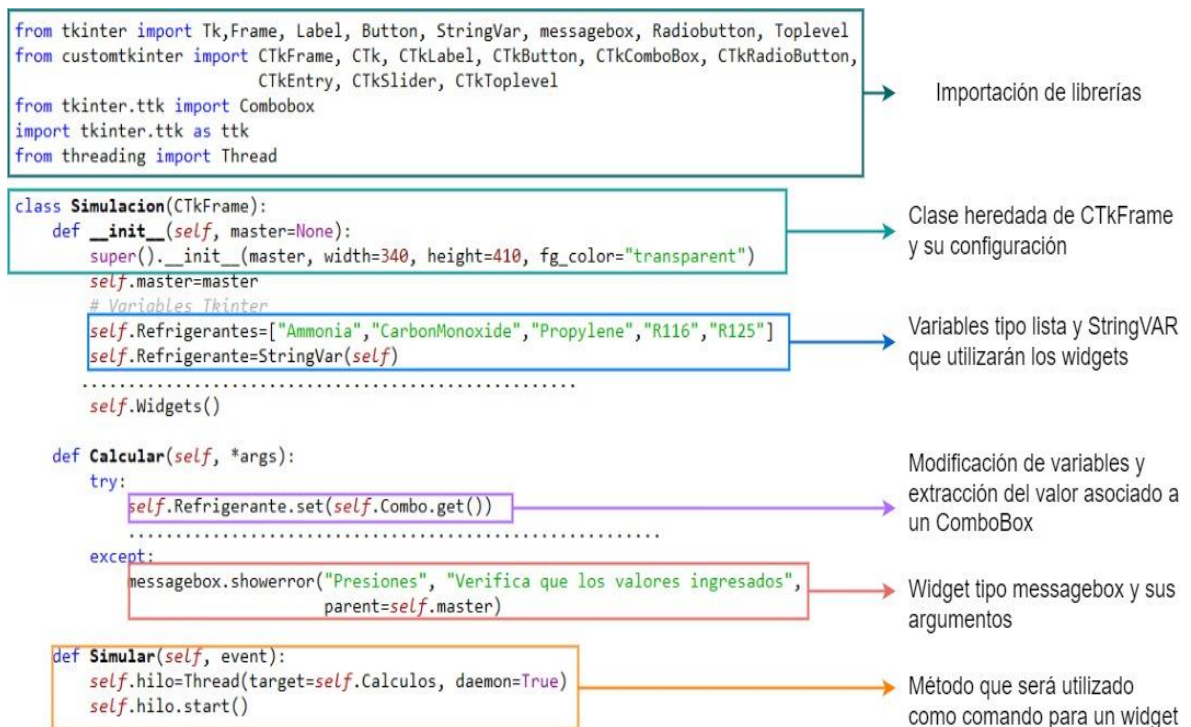 from tkinter import Tk,Frame, Label, Button, StringVar, messagebox, Radiobutton, Toplevel
from customtkinter import CTkFrame, CTk, CTkLabel, CTkButton, CTkComboBox, CTkRadioButton,
CTkEntry, CTkSlider, CTkToplevel
from tkinter.ttk import Combobox
import tkinter.ttk as ttk
from threading import Thread
Importación de librerías
class Simulacion(CTkFrame):
def __init__(self, master=None):
super().__init__(master, width=340, height=410, fg_color="transparent")
Clase heredada de CTkFrame
y su configuración
self.master=master
# Variables Tkinter
self.Refrigerantes=["Ammonia","CarbonMonoxide","Propylene","R116","R125"]
self.Refrigerante=StringVar(self)
Variables tipo lista y StringVAR
que utilizarán los widgets
.....................................................
self.Widgets()
def Calcular(self, *args):
try:
self.Refrigerante.set(self.Combo.get())
Modificación de variables y
extracción del valor asociado a
un ComboBox
.........................................................
except:
messagebox.showerror("Presiones", "Verifica que los valores ingresados",
parent=self.master)
Widget tipo messagebox y sus
argumentos
def Simular(self, event):
self.hilo=Thread(target=self.Calculos, daemon=True)
self.hilo.start()
Método que será utilizado
como comando para un widget